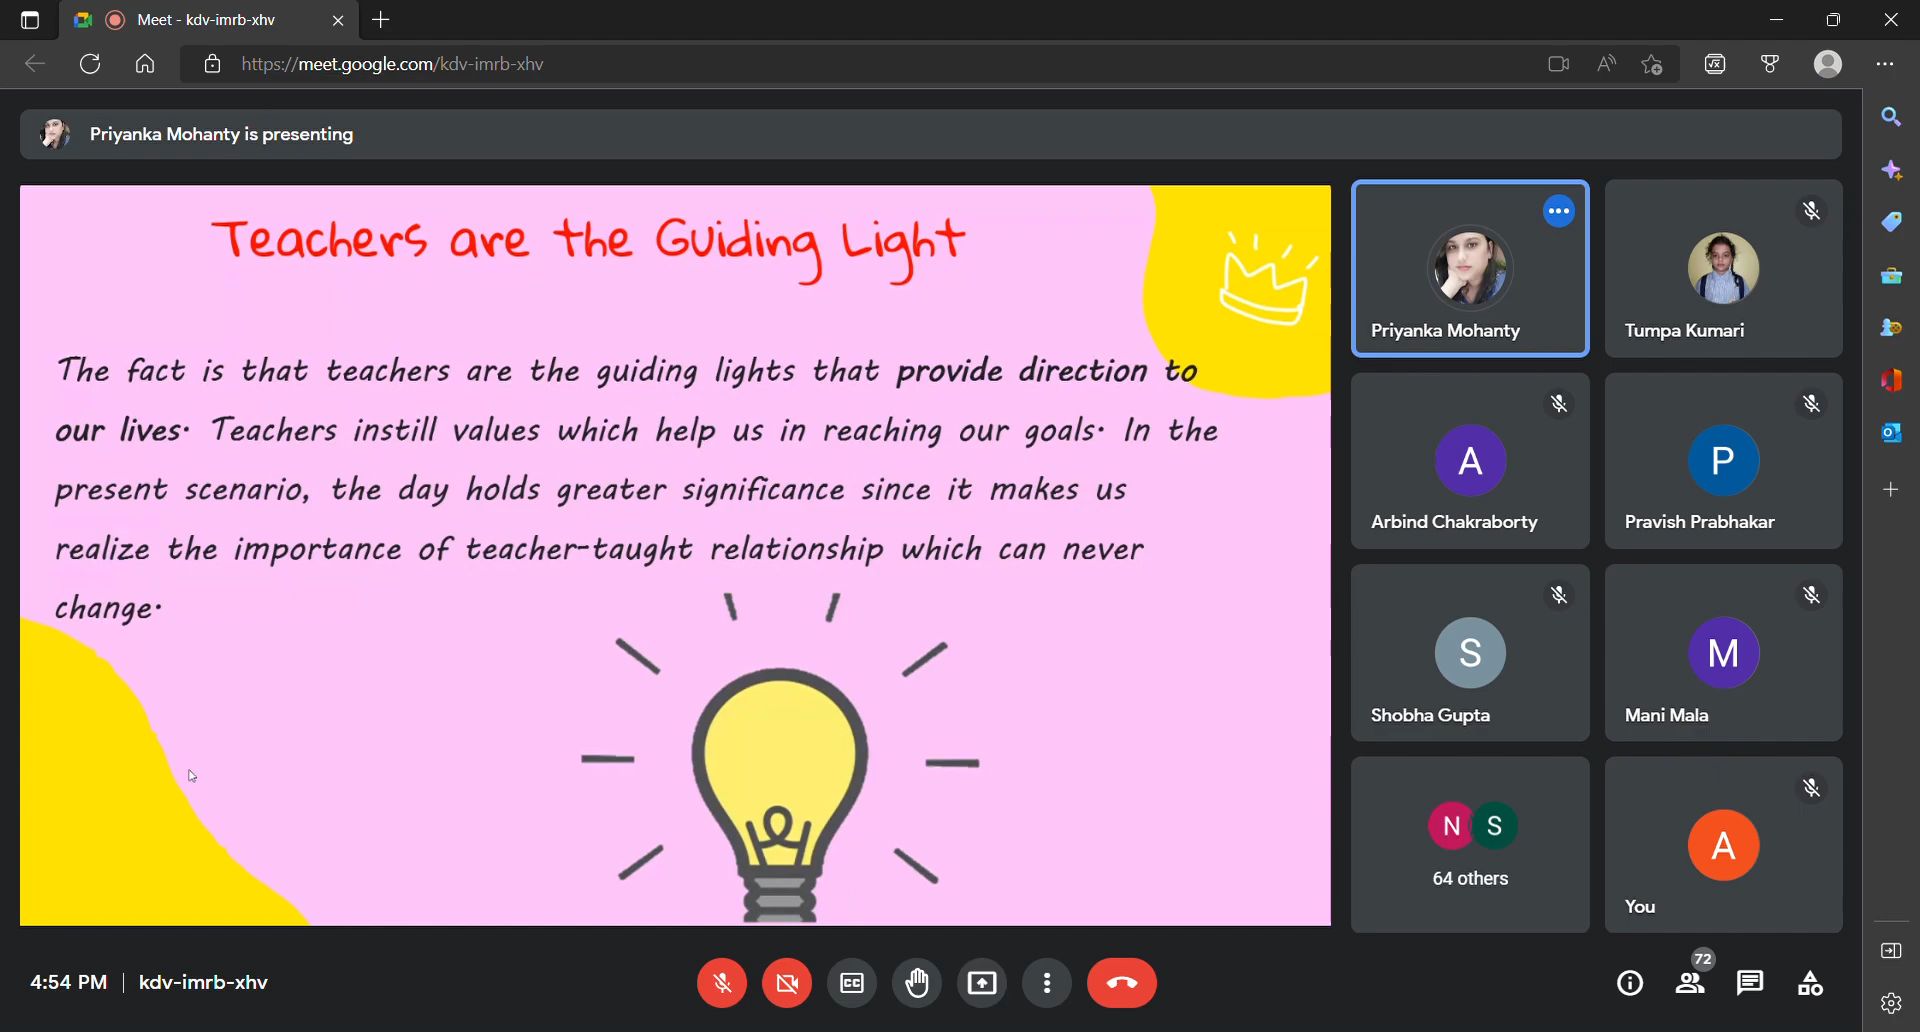 Meet - kdv-imrb-xhv
https://meet.google.com/kdv-imrb-xhv
Priyanka Mohanty is presenting
Teachers are the Guiding Light
The fact is that teachers are the guiding lights that provide direction to
our lives. Teachers instill values which help us in reaching our goals. In the
present scenario, the day holds greater significance since it makes us
realize the importance of teacher-taught relationship which can never
change.
Priyanka Mohanty
Tumpa Kumari
A
Arbind Chakraborty
P
Pravish Prabhakar
S
Shobha Gupta
M
Mani Mala
N S
64 others
A
You
4:54 PM | kdv-imrb-xhv
CC
72